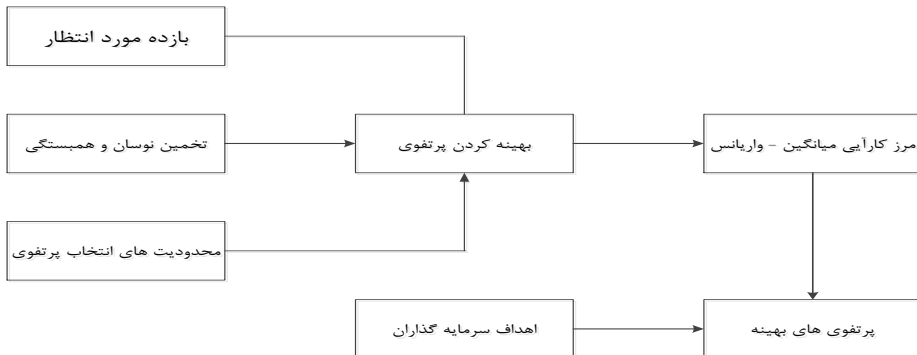 بازده مورد انتظار
تخمین نوسان و همبستگی
بهینه کردن پرتفوی
مرز کارآیی میانگین – واریانس
محدودیت های انتخاب پرتفوی
اهداف سرمایه گذاران
پرتفوی های بهینه